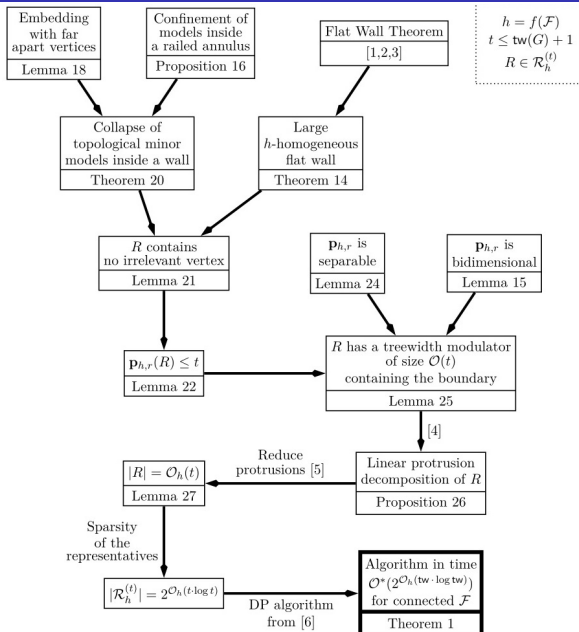 Embedding
with far
apart vertices
Lemma 18
Confinement of
models inside
a railed annulus
Proposition 16
Flat Wall Theorem
[1,2,3]
h = f(ℱ)
t ≤ tw(G) + 1
R ∈ ℛ_h^{(t)}
Collapse of
topological minor
models inside a wall
Theorem 20
Large
h-homogeneous
flat wall
Theorem 14
R contains
no irrelevant vertex
Lemma 21
p_{h,r} is
separable
Lemma 24
p_{h,r} is
bidimensional
Lemma 15
p_{h,r}(R) ≤ t
Lemma 22
R has a treewidth modulator
of size 𝒪(t)
containing the boundary
Lemma 25
[4]
Linear protrusion
decomposition of R
Proposition 26
Reduce
protrusions [5]
|R| = 𝒪_h(t)
Lemma 27
Sparsity
of the
representatives
|ℛ_h^{(t)}| = 2^{𝒪_h(t·log t)}
DP algorithm
from [6]
Algorithm in time
𝒪*(2^{𝒪_h(tw·log tw)})
for connected ℱ
Theorem 1